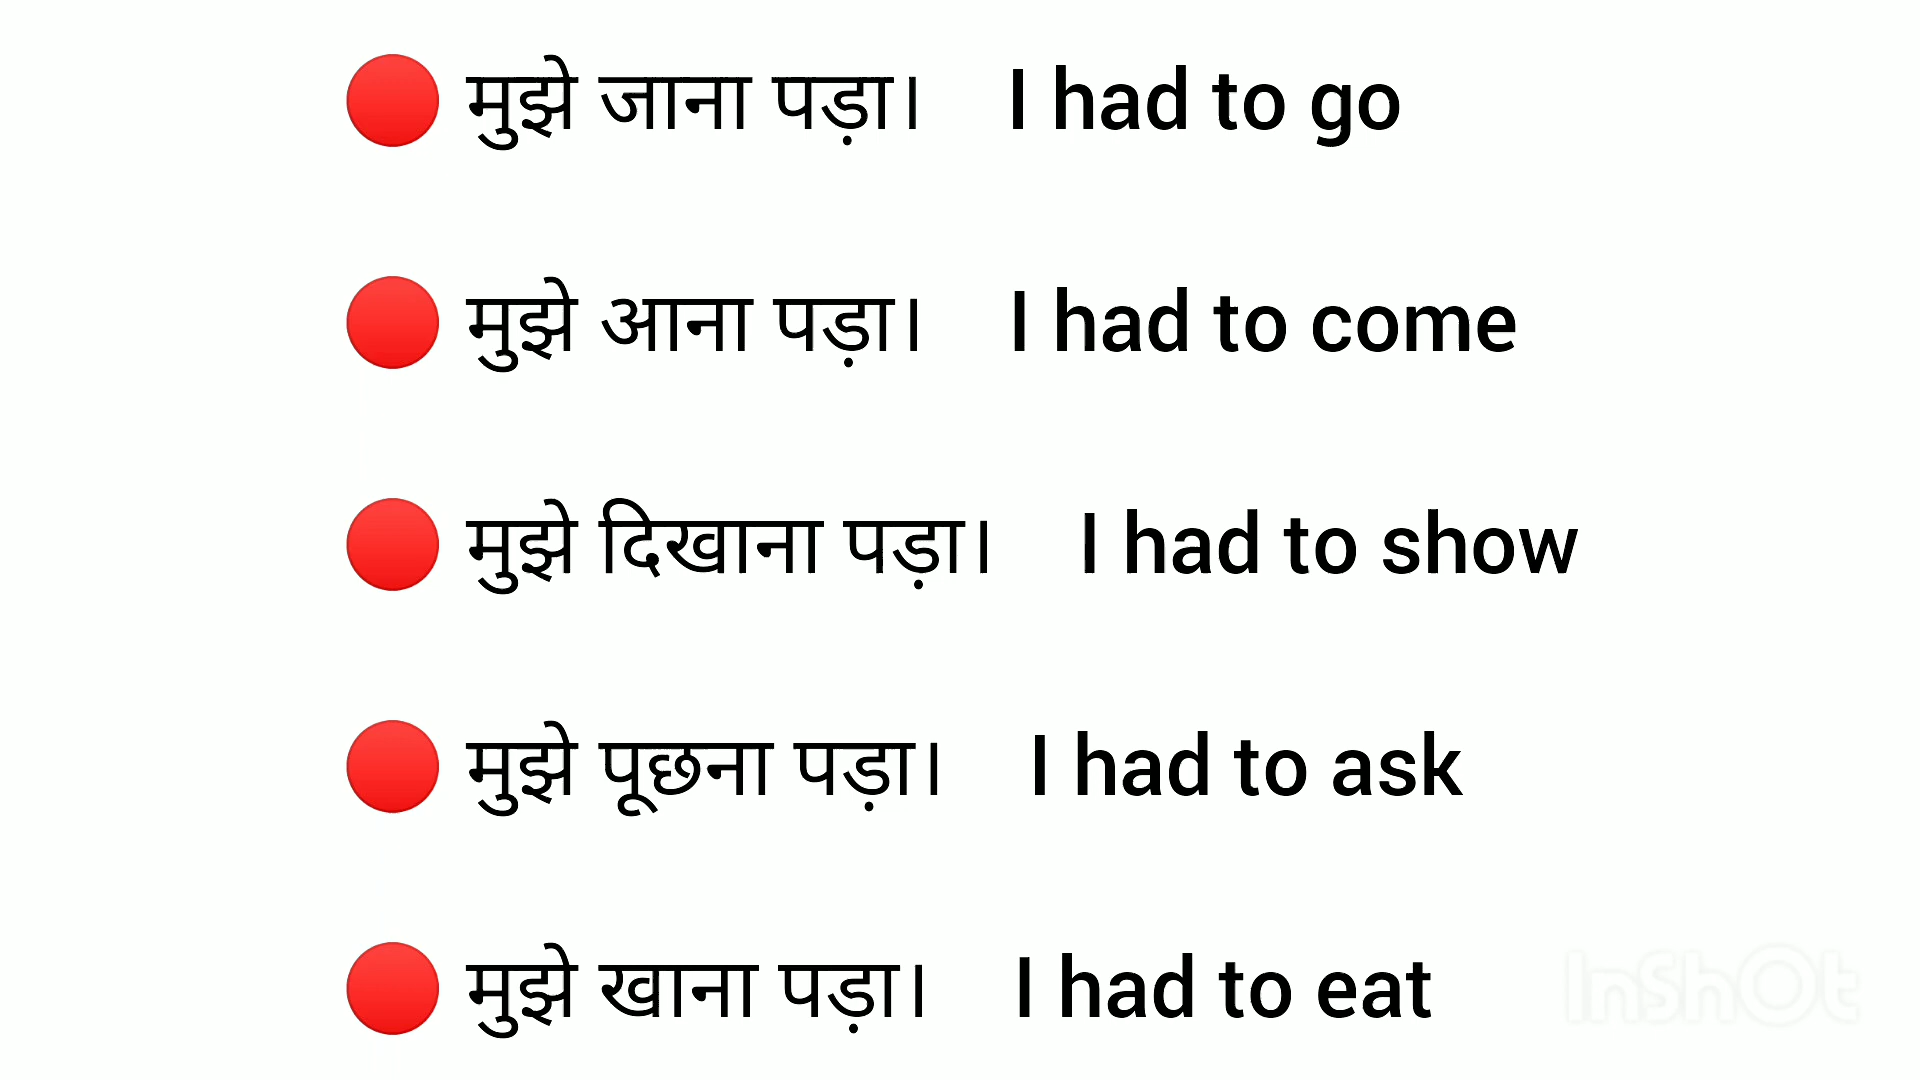 मुझे जाना पड़ा। I had to go
मुझे आना पड़ा। I had to come
मुझे दिखाना पड़ा। I had to show
मुझे पूछना पड़ा। I had to ask
मुझे खाना पड़ा। I had to eat
InShOt